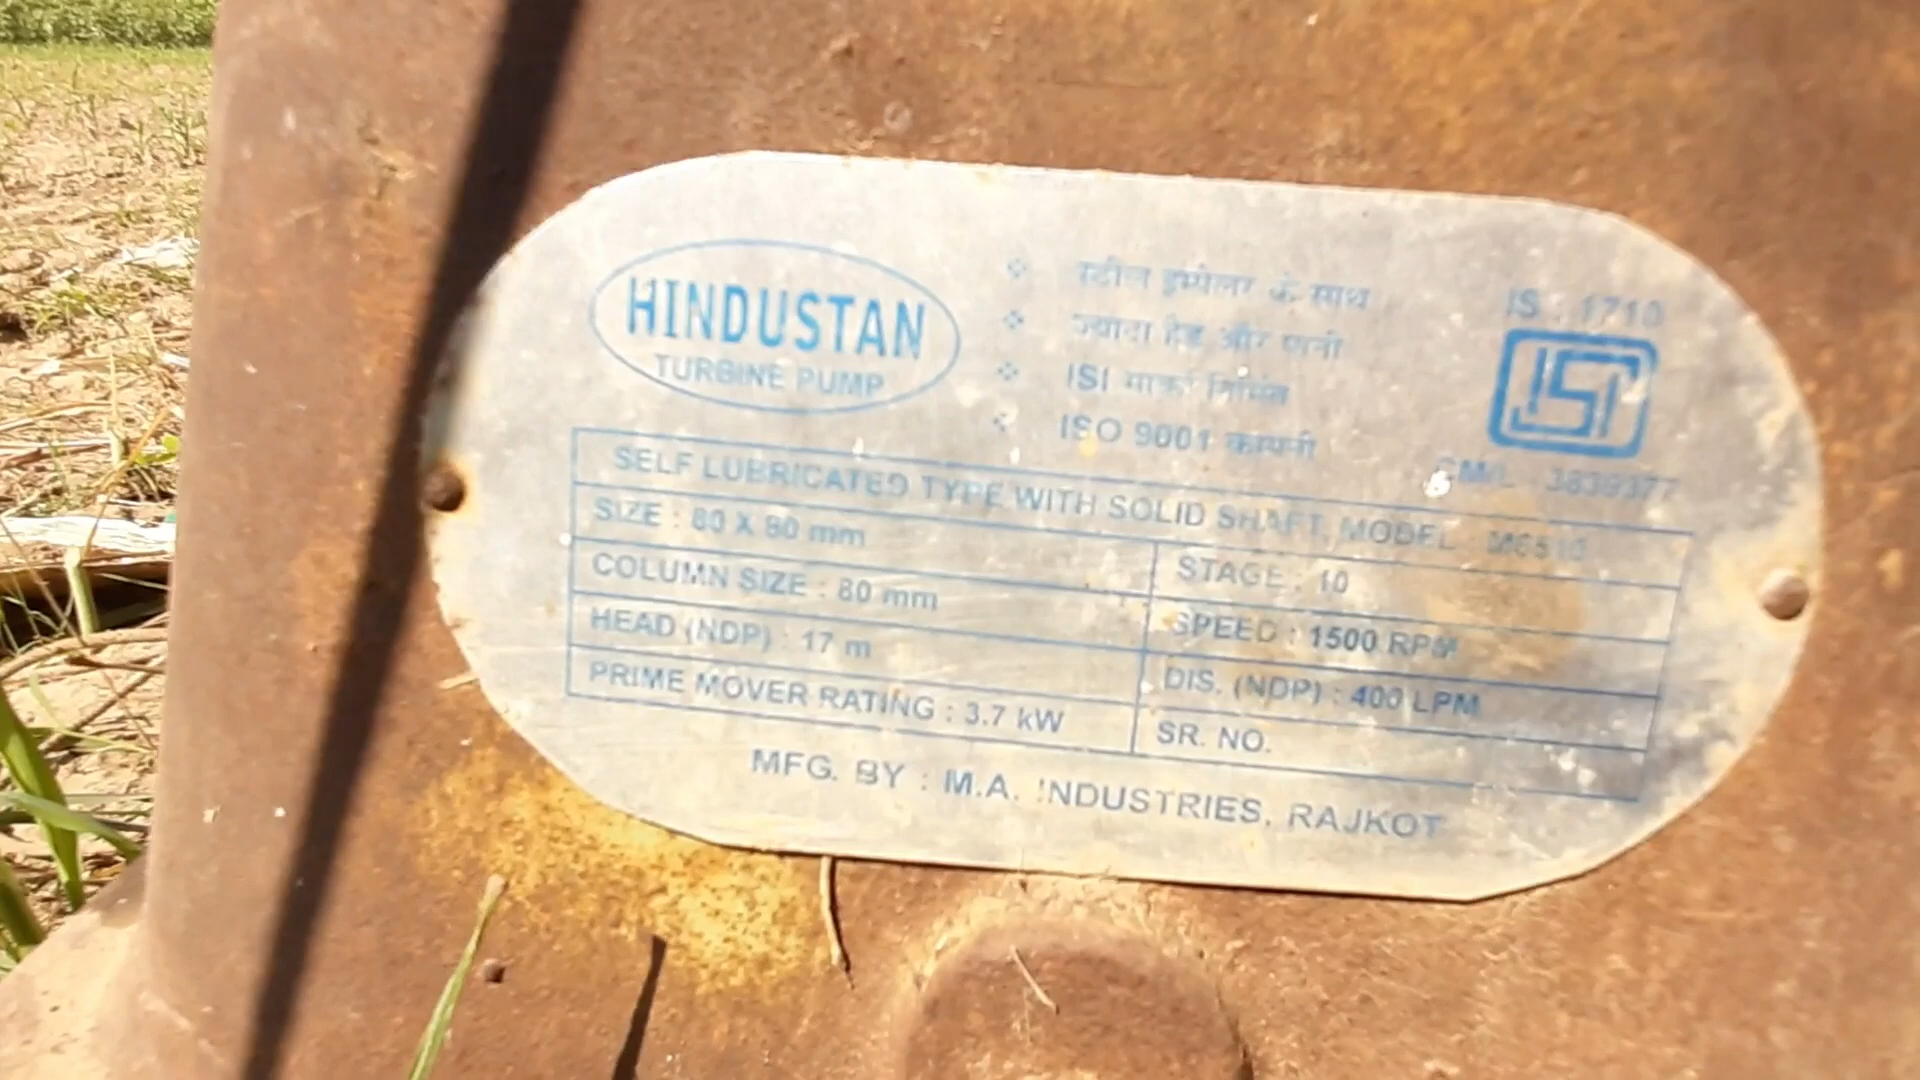 HINDUSTAN
TURBINE PUMP
स्टील इम्पेलर के साथ
ज्यादा हेड और पानी
ISI मार्का निर्मित
ISO 9001 कम्पनी
IS : 1710
ISI
CM/L : 3839377
SELF LUBRICATED TYPE WITH SOLID SHAFT, MODEL :
SIZE : 80 X 80 mm
STAGE : 10
COLUMN SIZE : 80 mm
SPEED : 1500 RPM
HEAD (NDP) : 17 m
DIS. (NDP) : 400 LPM
PRIME MOVER RATING : 3.7 kW
SR. NO.
MFG. BY : M.A. INDUSTRIES, RAJKOT